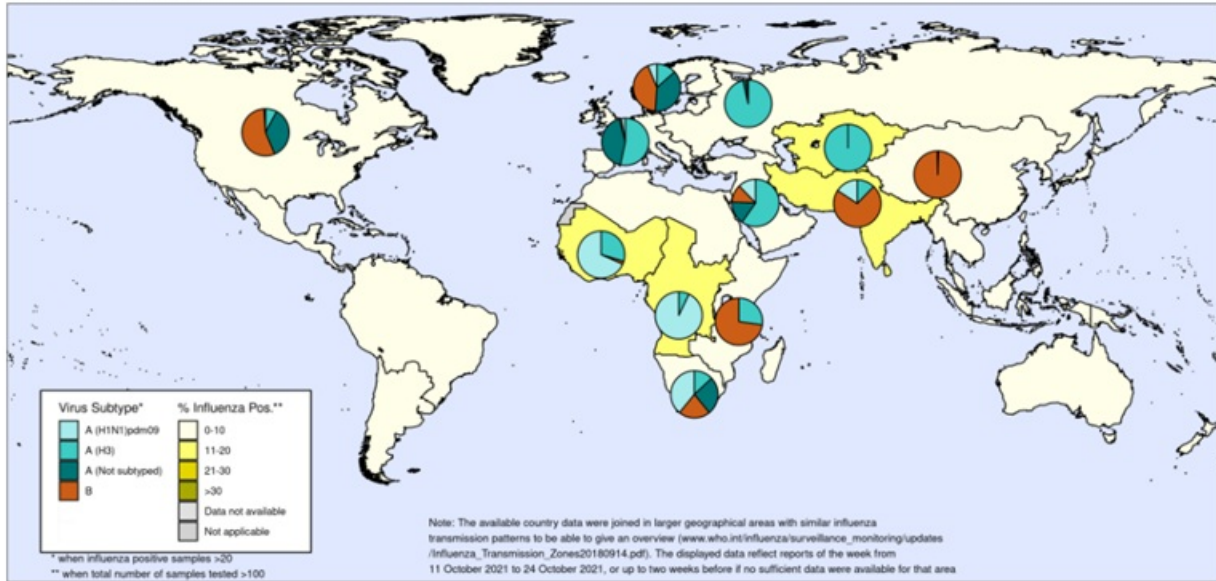 Virus Subtype*
A (H1N1)pdm09
A (H3)
A (Not subtyped)
B
% Influenza Pos.**
0-10
11-20
21-30
>30
Data not available
Not applicable
* when influenza positive samples >20
** when total number of samples tested >100
Note: The available country data were joined in larger geographical areas with similar influenza
transmission patterns to be able to give an overview (www.who.int/influenza/surveillance_monitoring/updates
/Influenza_Transmission_Zones20180914.pdf). The displayed data reflect reports of the week from
11 October 2021 to 24 October 2021, or up to two weeks before if no sufficient data were available for that area